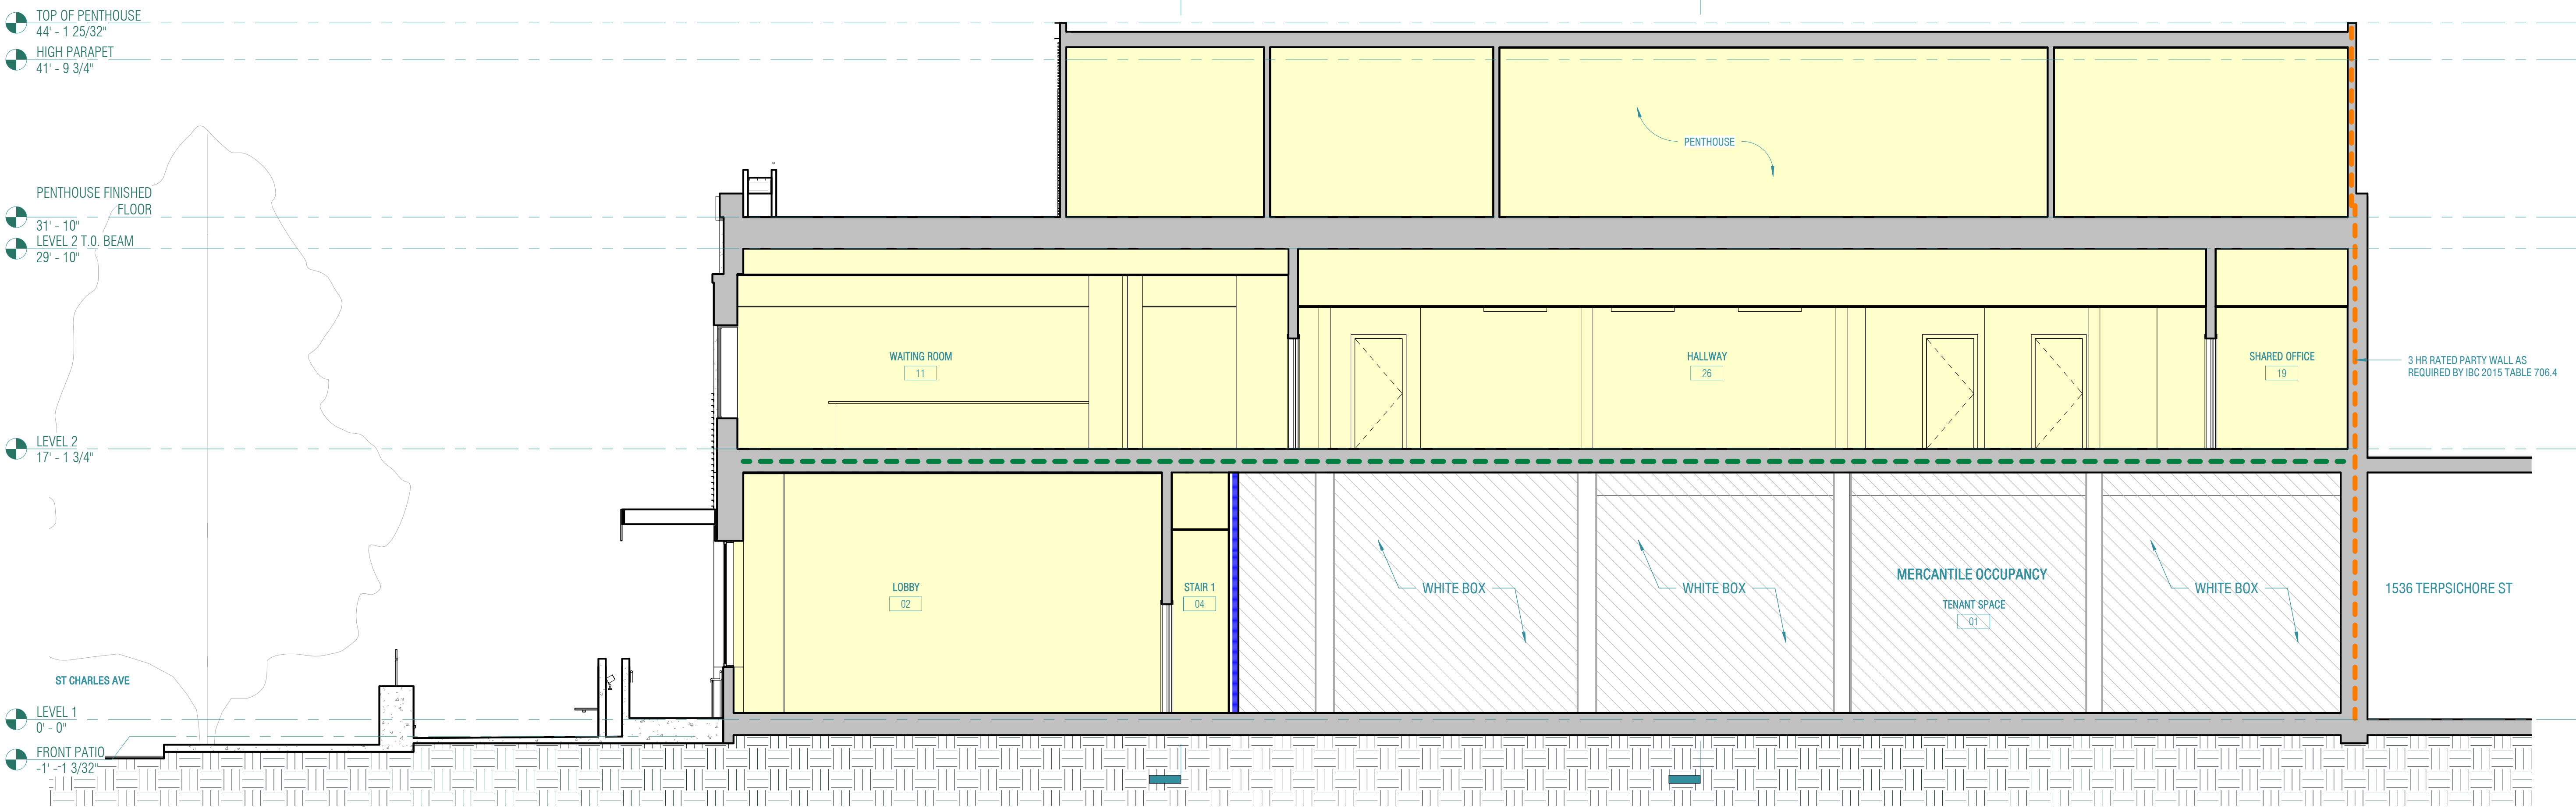 TOP OF PENTHOUSE
44' - 1 25/32"
HIGH PARAPET
41' - 9 3/4"
PENTHOUSE FINISHED
FLOOR
31' - 10"
LEVEL 2 T.O. BEAM
29' - 10"
LEVEL 2
17' - 1 3/4"
ST CHARLES AVE
LEVEL 1
0' - 0"
FRONT PATIO
-1' - 1 3/32"
PENTHOUSE
WAITING ROOM
11
HALLWAY
26
SHARED OFFICE
19
3 HR RATED PARTY WALL AS
REQUIRED BY IBC 2015 TABLE 706.4
LOBBY
02
STAIR 1
04
WHITE BOX
WHITE BOX
MERCANTILE OCCUPANCY
TENANT SPACE
01
WHITE BOX
1536 TERPSICHORE ST